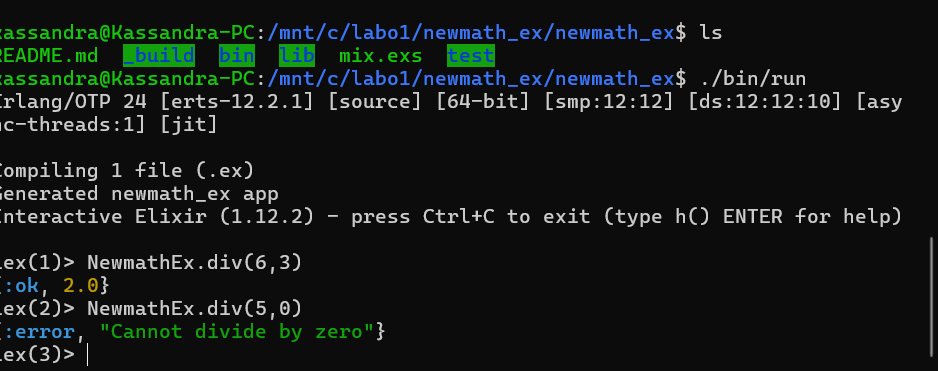 kassandra@Kassandra-PC:/mnt/c/labo1/newmath_ex/newmath_ex$ ls
README.md _build bin lib mix.exs test
kassandra@Kassandra-PC:/mnt/c/labo1/newmath_ex/newmath_ex$ ./bin/run
Erlang/OTP 24 [erts-12.2.1] [source] [64-bit] [smp:12:12] [ds:12:12:10] [asy
nc-threads:1] [jit]
Compiling 1 file (.ex)
Generated newmath_ex app
Interactive Elixir (1.12.2) - press Ctrl+C to exit (type h() ENTER for help)
iex(1)> NewmathEx.div(6,3)
{:ok, 2.0}
iex(2)> NewmathEx.div(5,0)
{:error, "Cannot divide by zero"}
iex(3)>